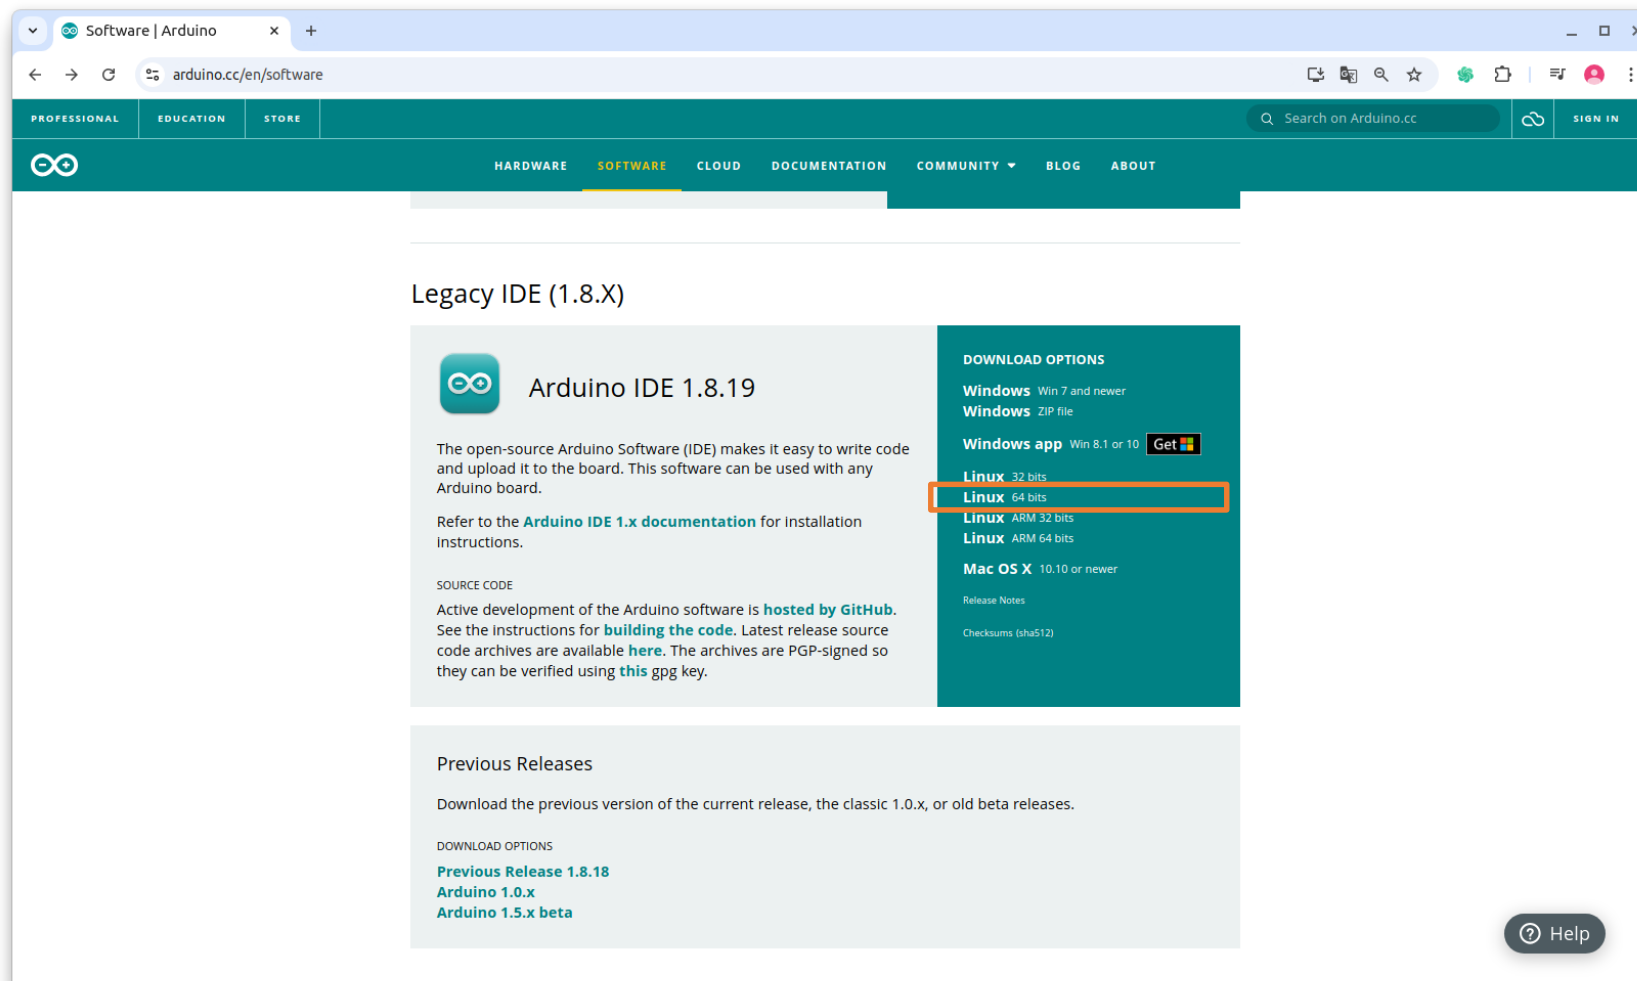 Software | Arduino
arduino.cc/en/software
PROFESSIONAL EDUCATION STORE
Search on Arduino.cc
SIGN IN
HARDWARE SOFTWARE CLOUD DOCUMENTATION COMMUNITY BLOG ABOUT
Legacy IDE (1.8.X)
Arduino IDE 1.8.19
The open-source Arduino Software (IDE) makes it easy to write code
and upload it to the board. This software can be used with any
Arduino board.
Refer to the Arduino IDE 1.x documentation for installation
instructions.
SOURCE CODE
Active development of the Arduino software is hosted by GitHub.
See the instructions for building the code. Latest release source
code archives are available here. The archives are PGP-signed so
they can be verified using this gpg key.
DOWNLOAD OPTIONS
Windows Win 7 and newer
Windows ZIP file
Windows app Win 8.1 or 10 Get
Linux 32 bits
Linux 64 bits
Linux ARM 32 bits
Linux ARM 64 bits
Mac OS X 10.10 or newer
Release Notes
Checksums (sha512)
Previous Releases
Download the previous version of the current release, the classic 1.0.x, or old beta releases.
DOWNLOAD OPTIONS
Previous Release 1.8.18
Arduino 1.0.x
Arduino 1.5.x beta
Help